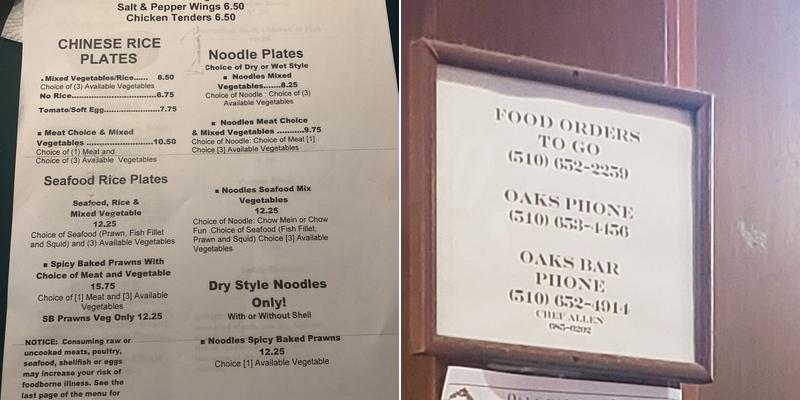 Salt & Pepper Wings 6.50
Chicken Tenders 6.50
CHINESE RICE
PLATES
Mixed Vegetables/Rice...... 8.50
Choice of (3) Available Vegetables
No Rice.................................6.75
Tomato/Soft Egg.......................7.75
Meat Choice & Mixed
Vegetables ........................10.50
Choice of (1) Meat and
Choice of (3) Available Vegetables
Seafood Rice Plates
Seafood, Rice &
Mixed Vegetable
12.25
Choice of Seafood (Prawn, Fish Fillet
and Squid) and (3) Available Vegetables
Spicy Baked Prawns With
Choice of Meat and Vegetable
15.75
Choice of [1] Meat and [3] Available
Vegetables
SB Prawns Veg Only 12.25
NOTICE: Consuming raw or
uncooked meats, poultry,
seafood, shellfish or eggs
may increase your risk of
foodborne illness. See the
last page of the menu for
Noodle Plates
Choice of Dry or Wet Style
Noodles Mixed
Vegetables.......8.25
Choice of Noodle : Choice of (3)
Available Vegetables
Noodles Meat Choice
& Mixed Vegetables ...........9.75
Choice of Noodle: Choice of Meat [1]
Choice [3] Available Vegetables
Noodles Seafood Mix
Vegetables
12.25
Choice of Noodle: Chow Mein or Chow
Fun .Choice of Seafood (Fish Fillet,
Prawn and Squid) Choice [3] Available
Vegetables
Dry Style Noodles
Only!
With or Without Shell
Noodles Spicy Baked Prawns
12.25
Choice [1] Available Vegetable
FOOD ORDERS
TO GO
(510) 652-2259
OAKS PHONE
(510) 653-4456
OAKS BAR
PHONE
(510) 652-4914
CHEF ALLEN
685-0202